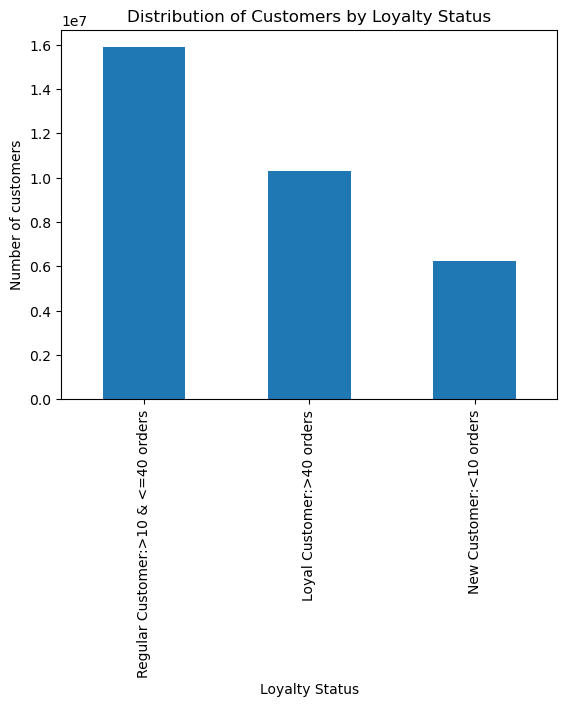 Distribution of Customers by Loyalty Status
1e7
1.6
1.4
1.2
1.0
0.8
0.6
0.4
0.2
0.0
Number of customers
Regular Customer:>10 & <=40 orders
Loyal Customer:>40 orders
New Customer:<10 orders
Loyalty Status